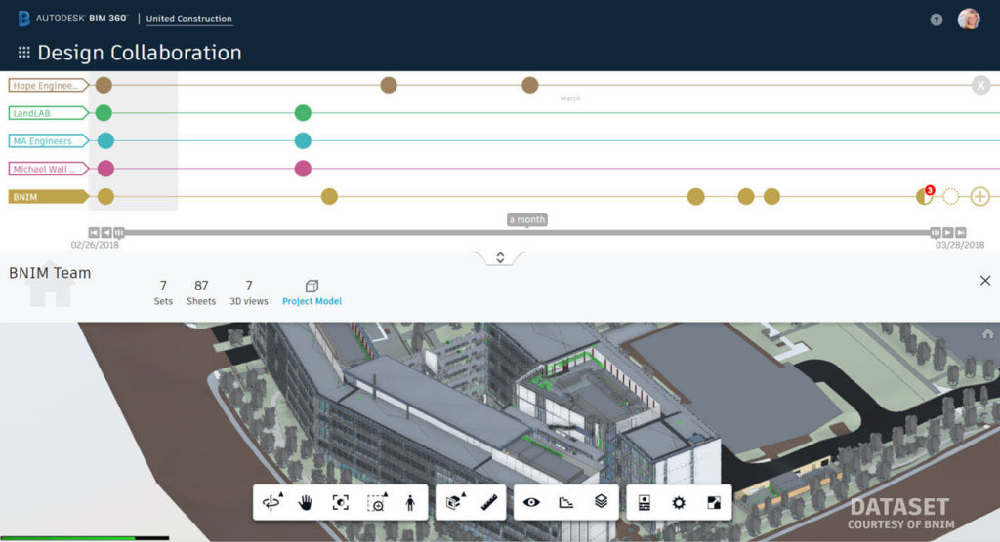 AUTODESK BIM 360™ | United Construction
?
Design Collaboration
Hope Enginee...
X
March
LandLAB
MA Engineers
Michael Wall ...
BNIM
3
a month
02/26/2018
03/28/2018
BNIM Team
7
87
7
Sets
Sheets
3D views
Project Model
DATASET
COURTESY OF BNIM